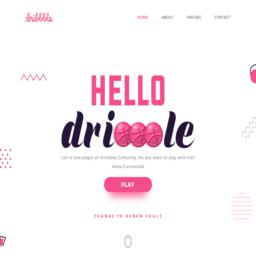 dribbble
HOME ABOUT PRICING CONTACT
HELLO
dribbble
I am a new player on Dribbble Comunity, Do you want to play with me?
Keep Connected
PLAY
THANKS TO RUBEN VAULT.